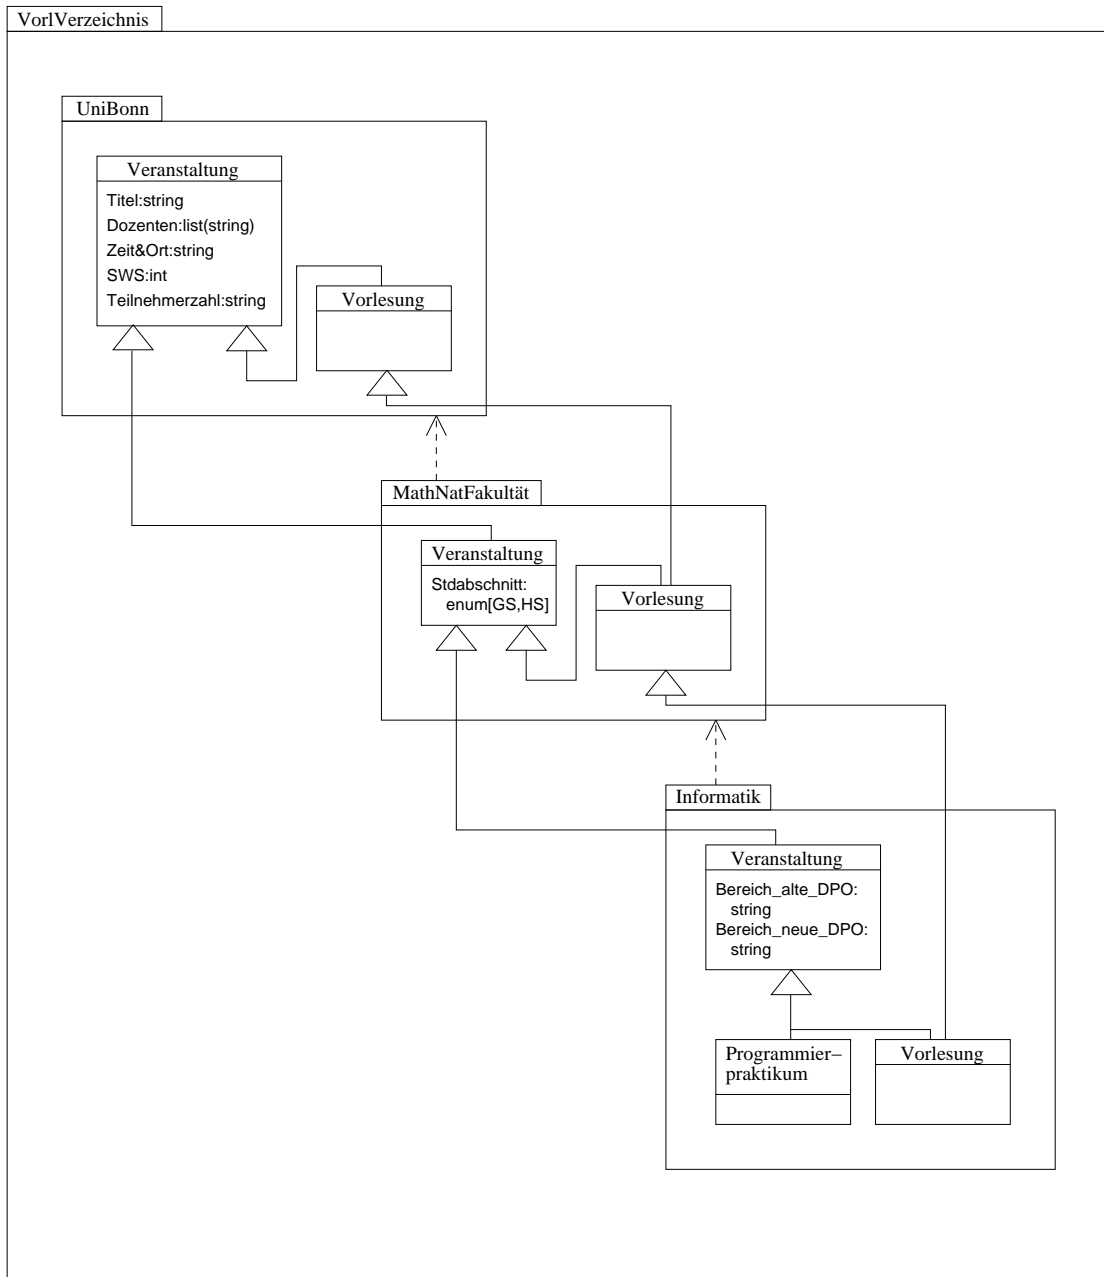 VorlVerzeichnis
UniBonn
Veranstaltung
Titel:string
Dozenten:list(string)
Zeit&Ort:string
SWS:int
Teilnehmerzahl:string
Vorlesung
MathNatFakultät
Veranstaltung
Stdabschnitt:
enum[GS,HS]
Vorlesung
Informatik
Veranstaltung
Bereich_alte_DPO:
string
Bereich_neue_DPO:
string
Programmier–
praktikum
Vorlesung